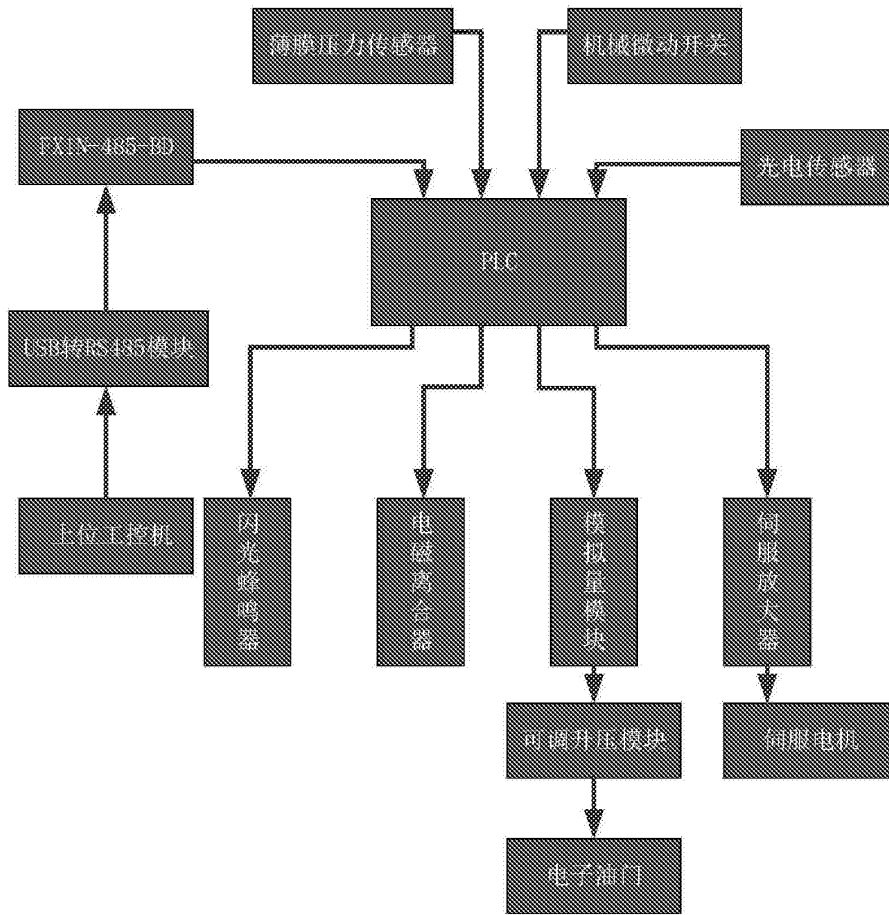 薄膜压力传感器
机械微动开关
FX1N-485-BD
光电传感器
PLC
USB转RS485模块
上位工控机
闪光蜂鸣器
电磁离合器
模拟量模块
伺服放大器
可调升压模块
伺服电机
电子油门